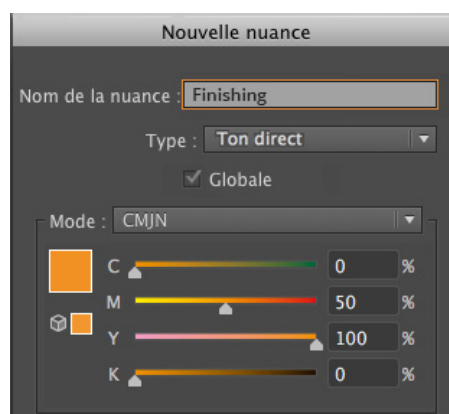 Nouvelle nuance
Nom de la nuance : Finishing
Type : Ton direct
Globale
Mode : CMJN
C 0 %
M 50 %
Y 100 %
K 0 %